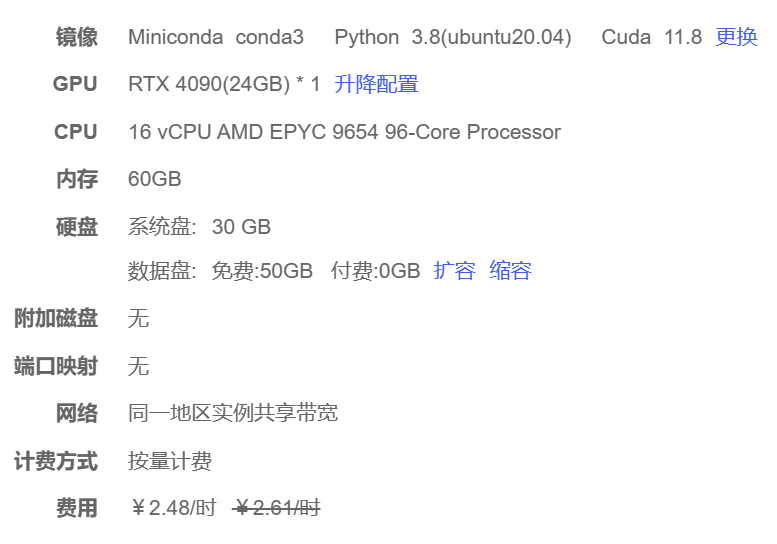 镜像 Miniconda conda3 Python 3.8(ubuntu20.04) Cuda 11.8 更换
GPU RTX 4090(24GB) * 1 升降配置
CPU 16 vCPU AMD EPYC 9654 96-Core Processor
内存 60GB
硬盘 系统盘: 30 GB
数据盘: 免费:50GB 付费:0GB 扩容 缩容
附加磁盘 无
端口映射 无
网络 同一地区实例共享带宽
计费方式 按量计费
费用 ￥2.48/时 ￥2.61/时